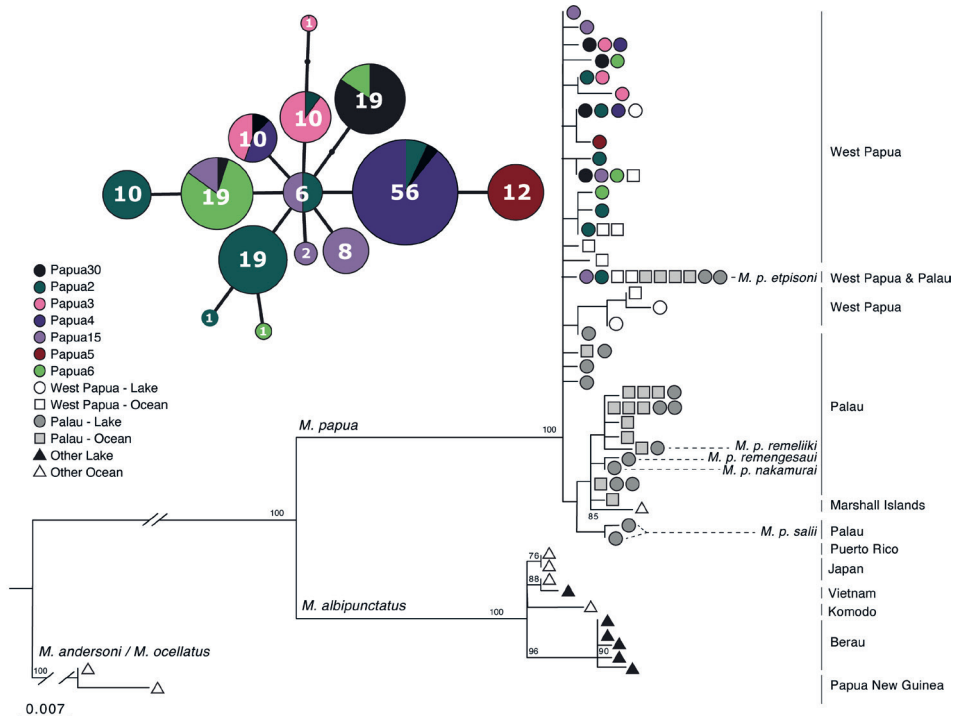 1
10
19
10
10
19
6
56
12
19
2
8
1
1
Papua30
Papua2
Papua3
Papua4
Papua15
Papua5
Papua6
West Papua - Lake
West Papua - Ocean
Palau - Lake
Palau - Ocean
Other Lake
Other Ocean
West Papua
M. p. etpisoni
West Papua & Palau
West Papua
Palau
M. papua
100
M. p. remeliiki
M. p. remengesaui
M. p. nakamurai
Marshall Islands
85
100
M. p. salii
Palau
Puerto Rico
76
Japan
88
Vietnam
M. albipunctatus
100
Komodo
Berau
96
90
M. andersoni / M. ocellatus
100
Papua New Guinea
0.007